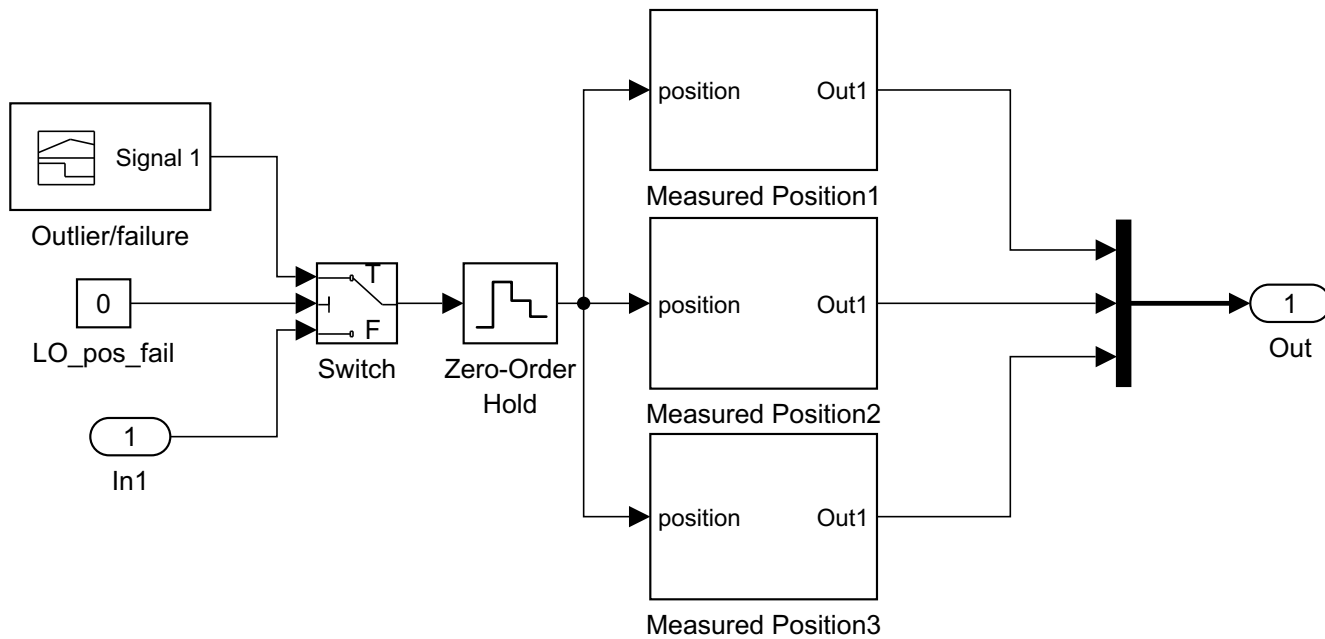 position
Out1
Measured Position1
Signal 1
Outlier/failure
0
LO_pos_fail
1
In1
T
F
Switch
Zero-Order
Hold
position
Out1
Measured Position2
position
Out1
Measured Position3
1
Out